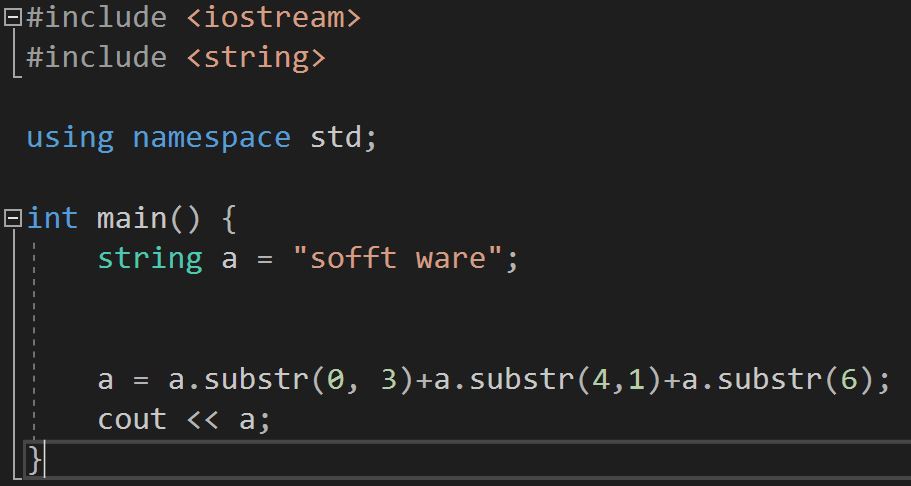 #include <iostream>
#include <string>
using namespace std;
int main() {
string a = "sofft ware";
a = a.substr(0, 3)+a.substr(4,1)+a.substr(6);
cout << a;
}